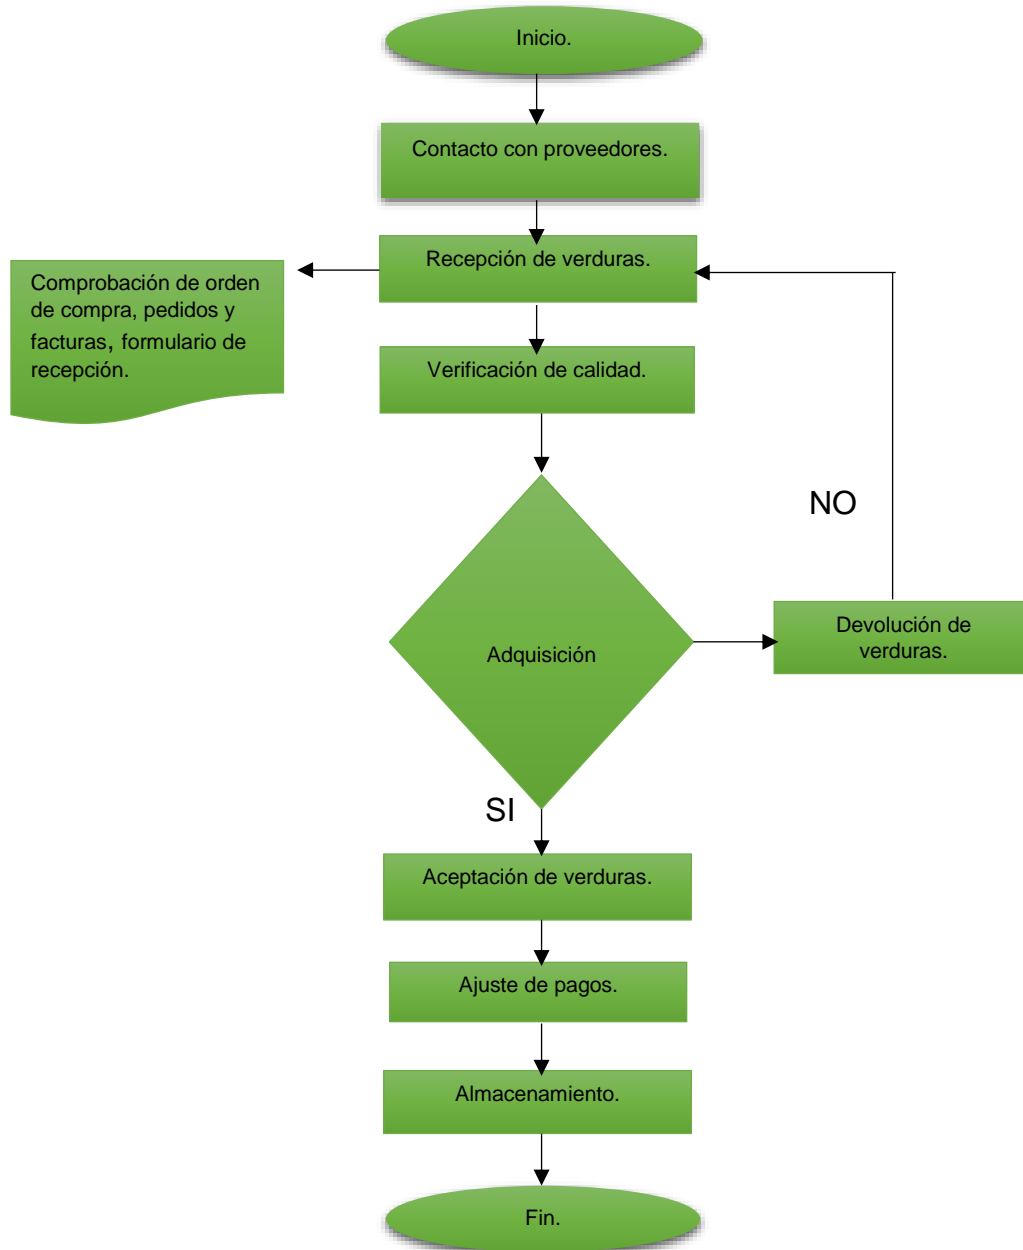 Inicio.
Contacto con proveedores.
Recepción de verduras.
Comprobación de orden
de compra, pedidos y
facturas, formulario de
recepción.
Verificación de calidad.
NO
Adquisición
Devolución de
verduras.
SI
Aceptación de verduras.
Ajuste de pagos.
Almacenamiento.
Fin.